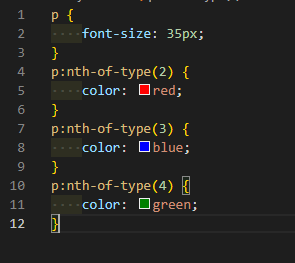 1 p {
2 ····font-size: 35px;
3 }
4 p:nth-of-type(2) {
5 ····color: red;
6 }
7 p:nth-of-type(3) {
8 ····color: blue;
9 }
10 p:nth-of-type(4) {
11 ····color: green;
12 }